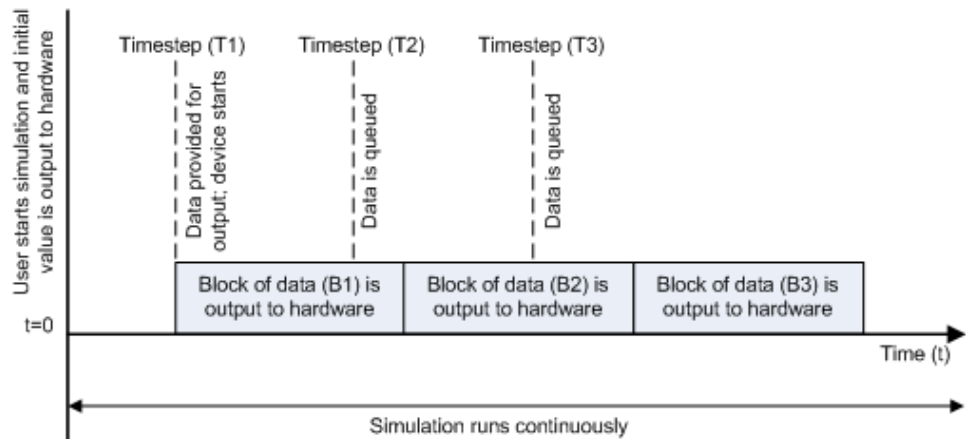 User starts simulation and initial
value is output to hardware
t=0
Timestep (T1)
Timestep (T2)
Timestep (T3)
Data provided for
output; device starts
Data is queued
Data is queued
Block of data (B1) is
output to hardware
Block of data (B2) is
output to hardware
Block of data (B3) is
output to hardware
Time (t)
Simulation runs continuously